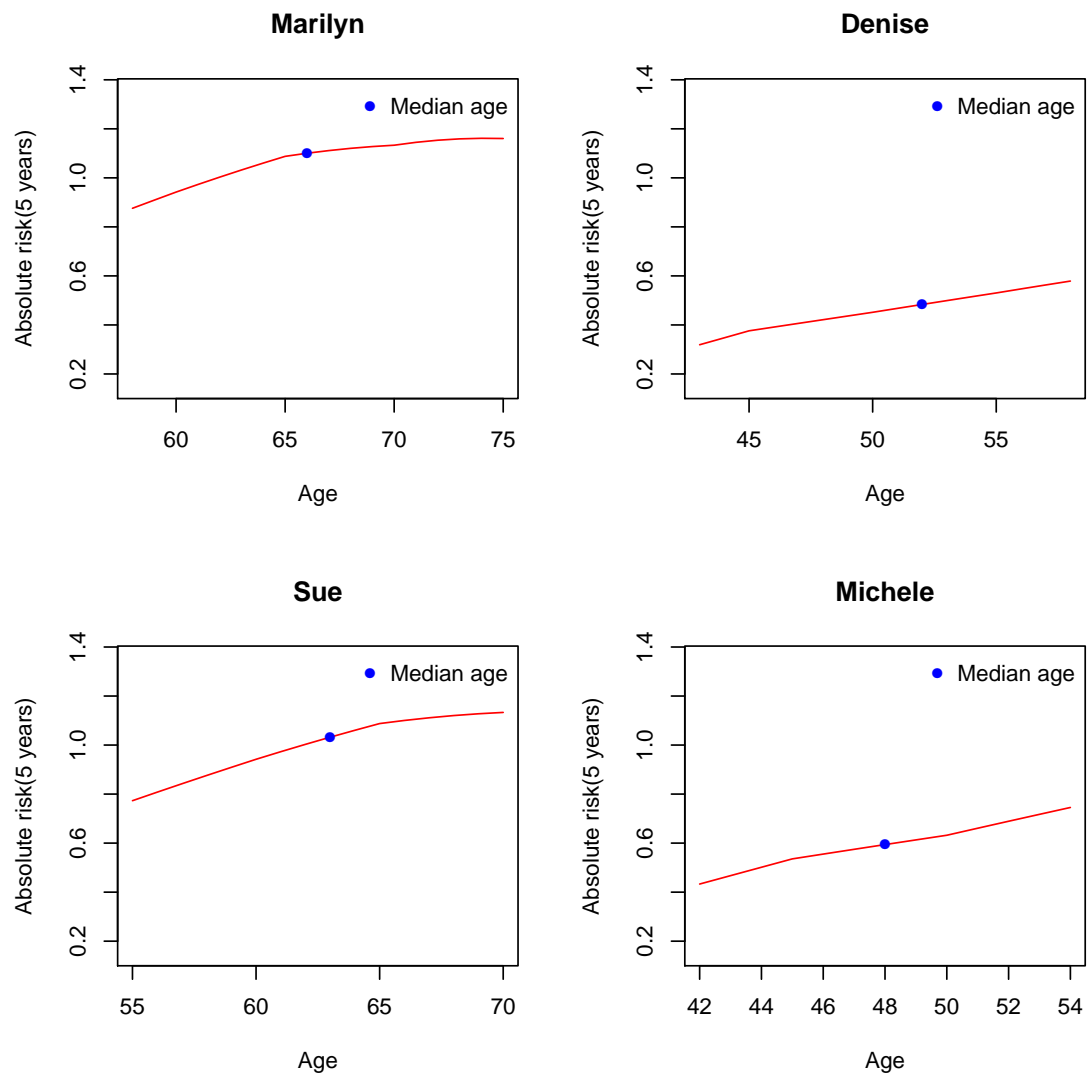 Marilyn
Median age
Absolute risk(5 years)
1.4
1.0
0.6
0.2
60 65 70 75
Age
Denise
Median age
Absolute risk(5 years)
1.4
1.0
0.6
0.2
45 50 55
Age
Sue
Median age
Absolute risk(5 years)
1.4
1.0
0.6
0.2
55 60 65 70
Age
Michele
Median age
Absolute risk(5 years)
1.4
1.0
0.6
0.2
42 44 46 48 50 52 54
Age